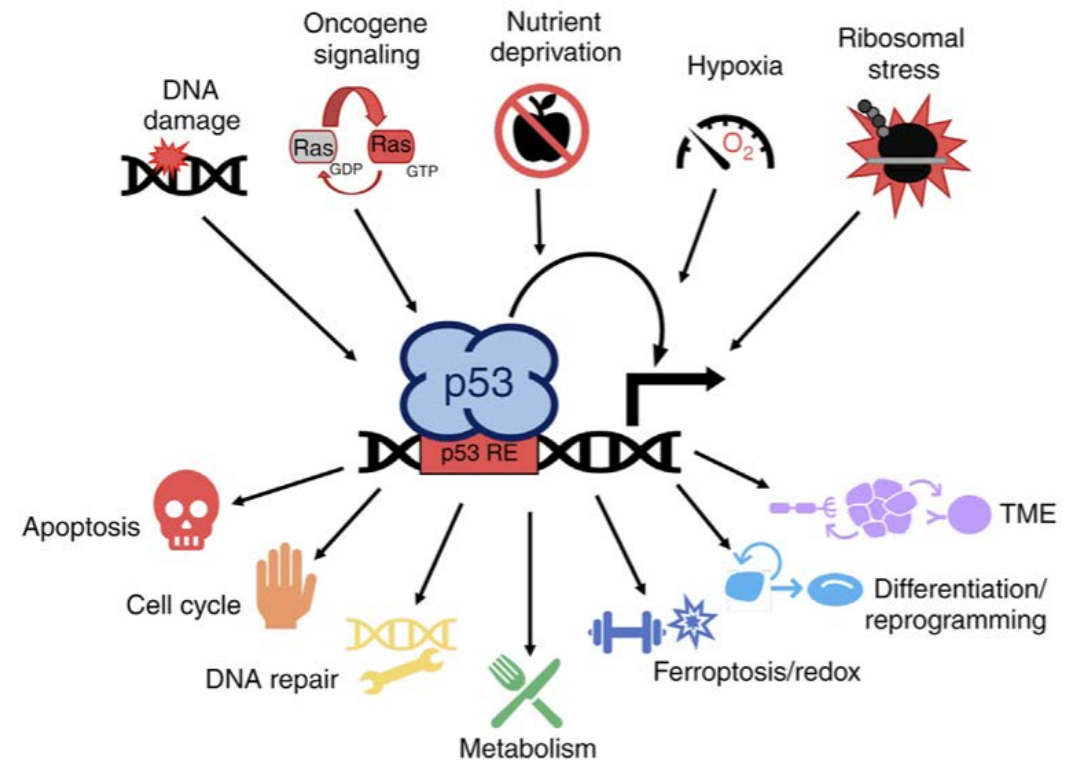 Oncogene
signaling
Nutrient
deprivation
Hypoxia
Ribosomal
stress
DNA
damage
Ras
GDP
Ras
GTP
O2
p53
p53 RE
Apoptosis
Cell cycle
DNA repair
Metabolism
Ferroptosis/redox
Differentiation/
reprogramming
TME